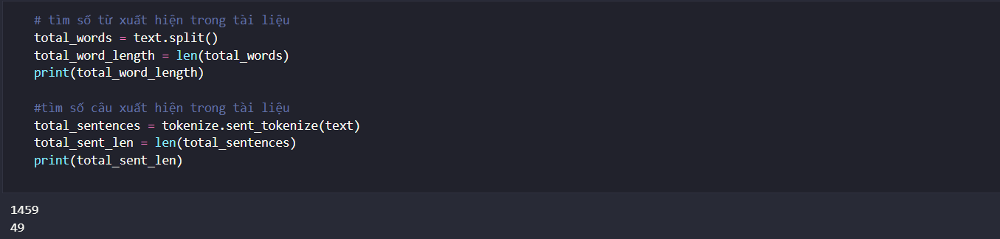 # tìm số từ xuất hiện trong tài liệu
total_words = text.split()
total_word_length = len(total_words)
print(total_word_length)
#tìm số câu xuất hiện trong tài liệu
total_sentences = tokenize.sent_tokenize(text)
total_sent_len = len(total_sentences)
print(total_sent_len)
1459
49